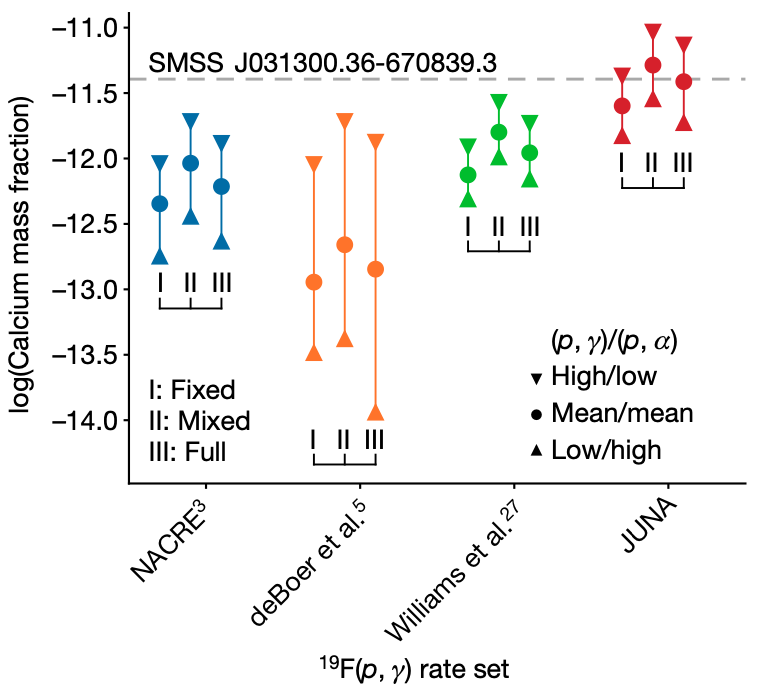 −11.0
−11.5
−12.0
−12.5
−13.0
−13.5
−14.0
log(Calcium mass fraction)
SMSS J031300.36-670839.3
I II III
I II III
I II III
I II III
I: Fixed
II: Mixed
III: Full
(p, γ)/(p, α)
▼ High/low
● Mean/mean
▲ Low/high
NACRE³
deBoer et al.⁵
Williams et al.²⁷
JUNA
¹⁹F(p, γ) rate set